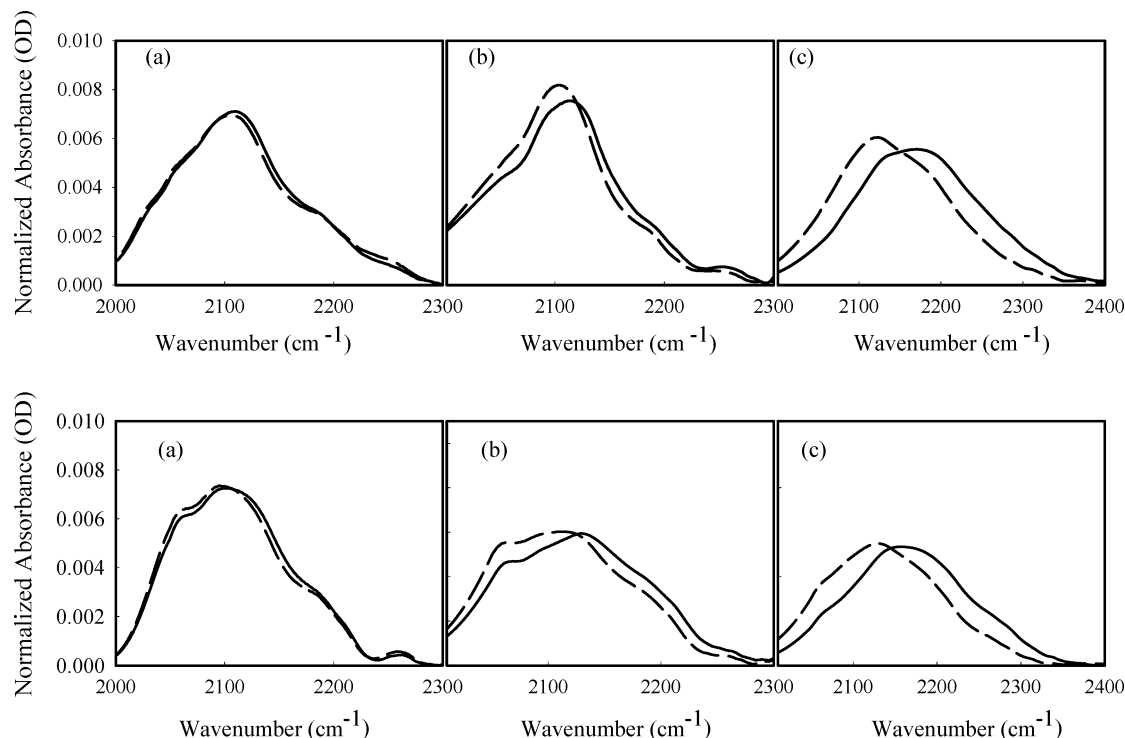 Normalized Absorbance (OD)
0.010
0.008
0.006
0.004
0.002
0.000
(a)
(b)
(c)
2000 2100 2200 2300 2100 2200 2300 2100 2200 2300 2400
Wavenumber (cm -1) Wavenumber (cm -1) Wavenumber (cm -1)
Normalized Absorbance (OD)
0.010
0.008
0.006
0.004
0.002
0.000
(a)
(b)
(c)
2000 2100 2200 2300 2100 2200 2300 2100 2200 2300 2400
Wavenumber (cm-1) Wavenumber (cm-1) Wavenumber (cm-1)